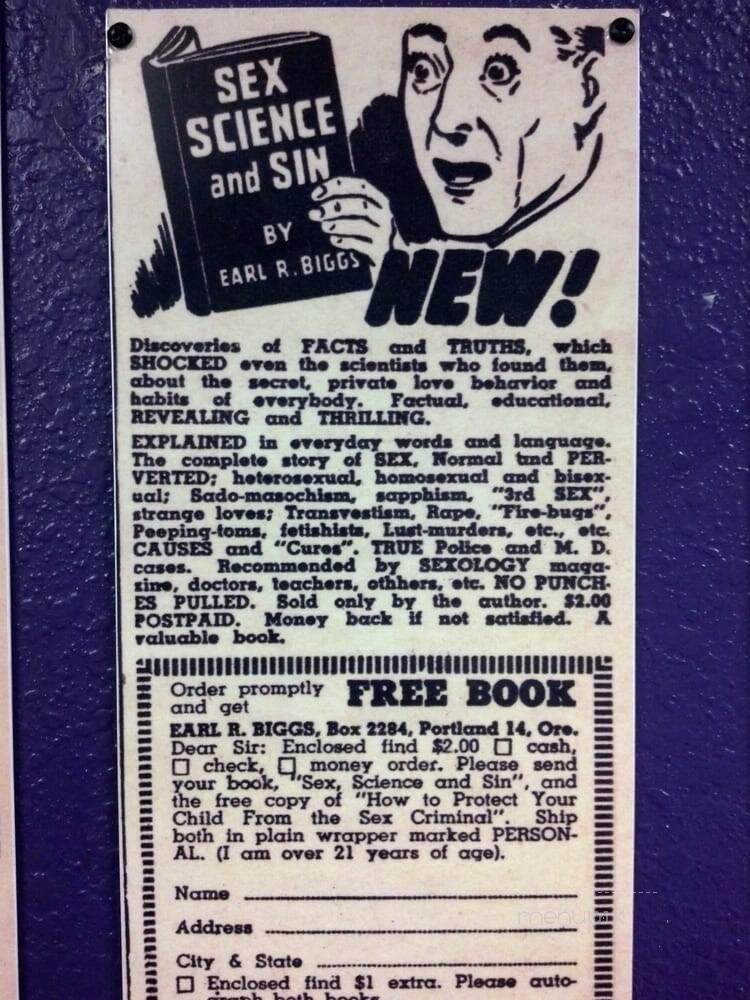 SEX
SCIENCE
and SIN
BY
EARL R. BIGGS
NEW!
Discoveries of FACTS and TRUTHS, which
SHOCKED even the scientists who found them,
about the secret, private love behavior and
habits of everybody. Factual, educational,
REVEALING and THRILLING.
EXPLAINED in everyday words and language.
The complete story of SEX, Normal and PER-
VERTED; heterosexual, homosexual and bisex-
ual; Sado-masochism, sapphism, "3rd SEX",
strange loves; Transvestism, Rape, "Fire-bugs",
Peeping-toms, fetishists, Lust-murders, etc., etc.
CAUSES and "Cures". TRUE Police and M. D.
cases. Recommended by SEXOLOGY maga-
zine, doctors, teachers, othhers, etc. NO PUNCH-
ES PULLED. Sold only by the author. $2.00
POSTPAID. Money back if not satisfied. A
valuable book.
Order promptly
and get FREE BOOK
EARL R. BIGGS, Box 2284, Portland 14, Ore.
Dear Sir: Enclosed find $2.00 ☐ cash,
☐ check, ☐ money order. Please send
your book, "Sex, Science and Sin", and
the free copy of "How to Protect Your
Child From the Sex Criminal". Ship
both in plain wrapper marked PERSON-
AL. (I am over 21 years of age).
Name
Address
City & State
☐ Enclosed find $1 extra. Please auto-
graph both books